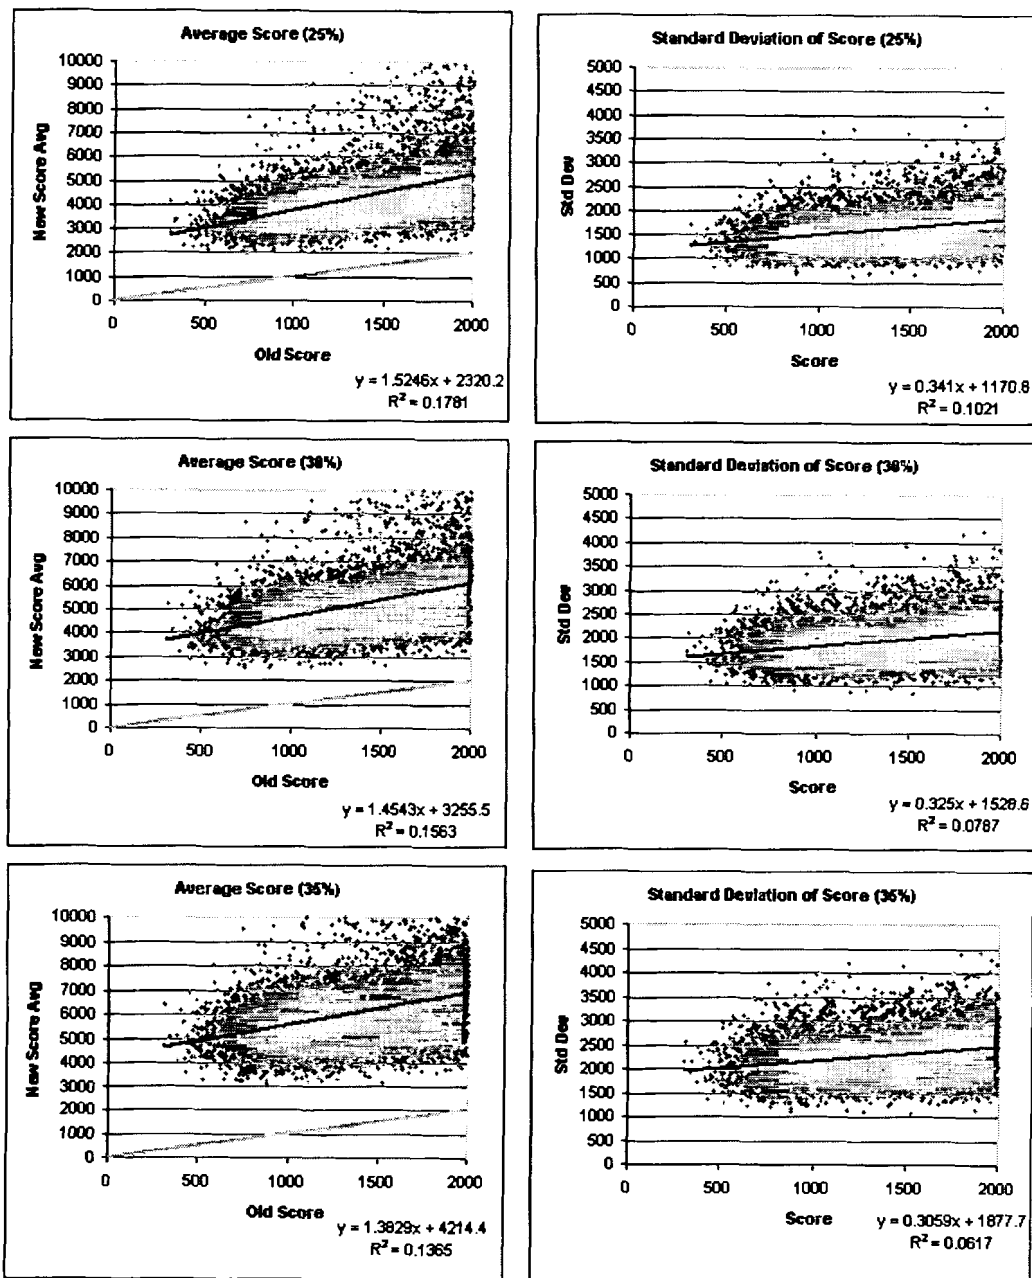 Average Score (25%)
10000
9000
8000
7000
6000
5000
4000
3000
2000
1000
0
New Score Avg
0 500 1000 1500 2000
Old Score
y = 1.5246x + 2320.2
R² = 0.1781
Standard Deviation of Score (25%)
5000
4500
4000
3500
3000
2500
2000
1500
1000
500
0
Std Dev
0 500 1000 1500 2000
Score
y = 0.341x + 1170.8
R² = 0.1021
Average Score (30%)
10000
9000
8000
7000
6000
5000
4000
3000
2000
1000
0
New Score Avg
0 500 1000 1500 2000
Old Score
y = 1.4543x + 3255.5
R² = 0.1563
Standard Deviation of Score (30%)
5000
4500
4000
3500
3000
2500
2000
1500
1000
500
0
Std Dev
0 500 1000 1500 2000
Score
y = 0.325x + 1528.6
R² = 0.0787
Average Score (35%)
10000
9000
8000
7000
6000
5000
4000
3000
2000
1000
0
New Score Avg
0 500 1000 1500 2000
Old Score
y = 1.3829x + 4214.4
R² = 0.1365
Standard Deviation of Score (35%)
5000
4500
4000
3500
3000
2500
2000
1500
1000
500
0
Std Dev
0 500 1000 1500 2000
Score
y = 0.3059x + 1877.7
R² = 0.0617